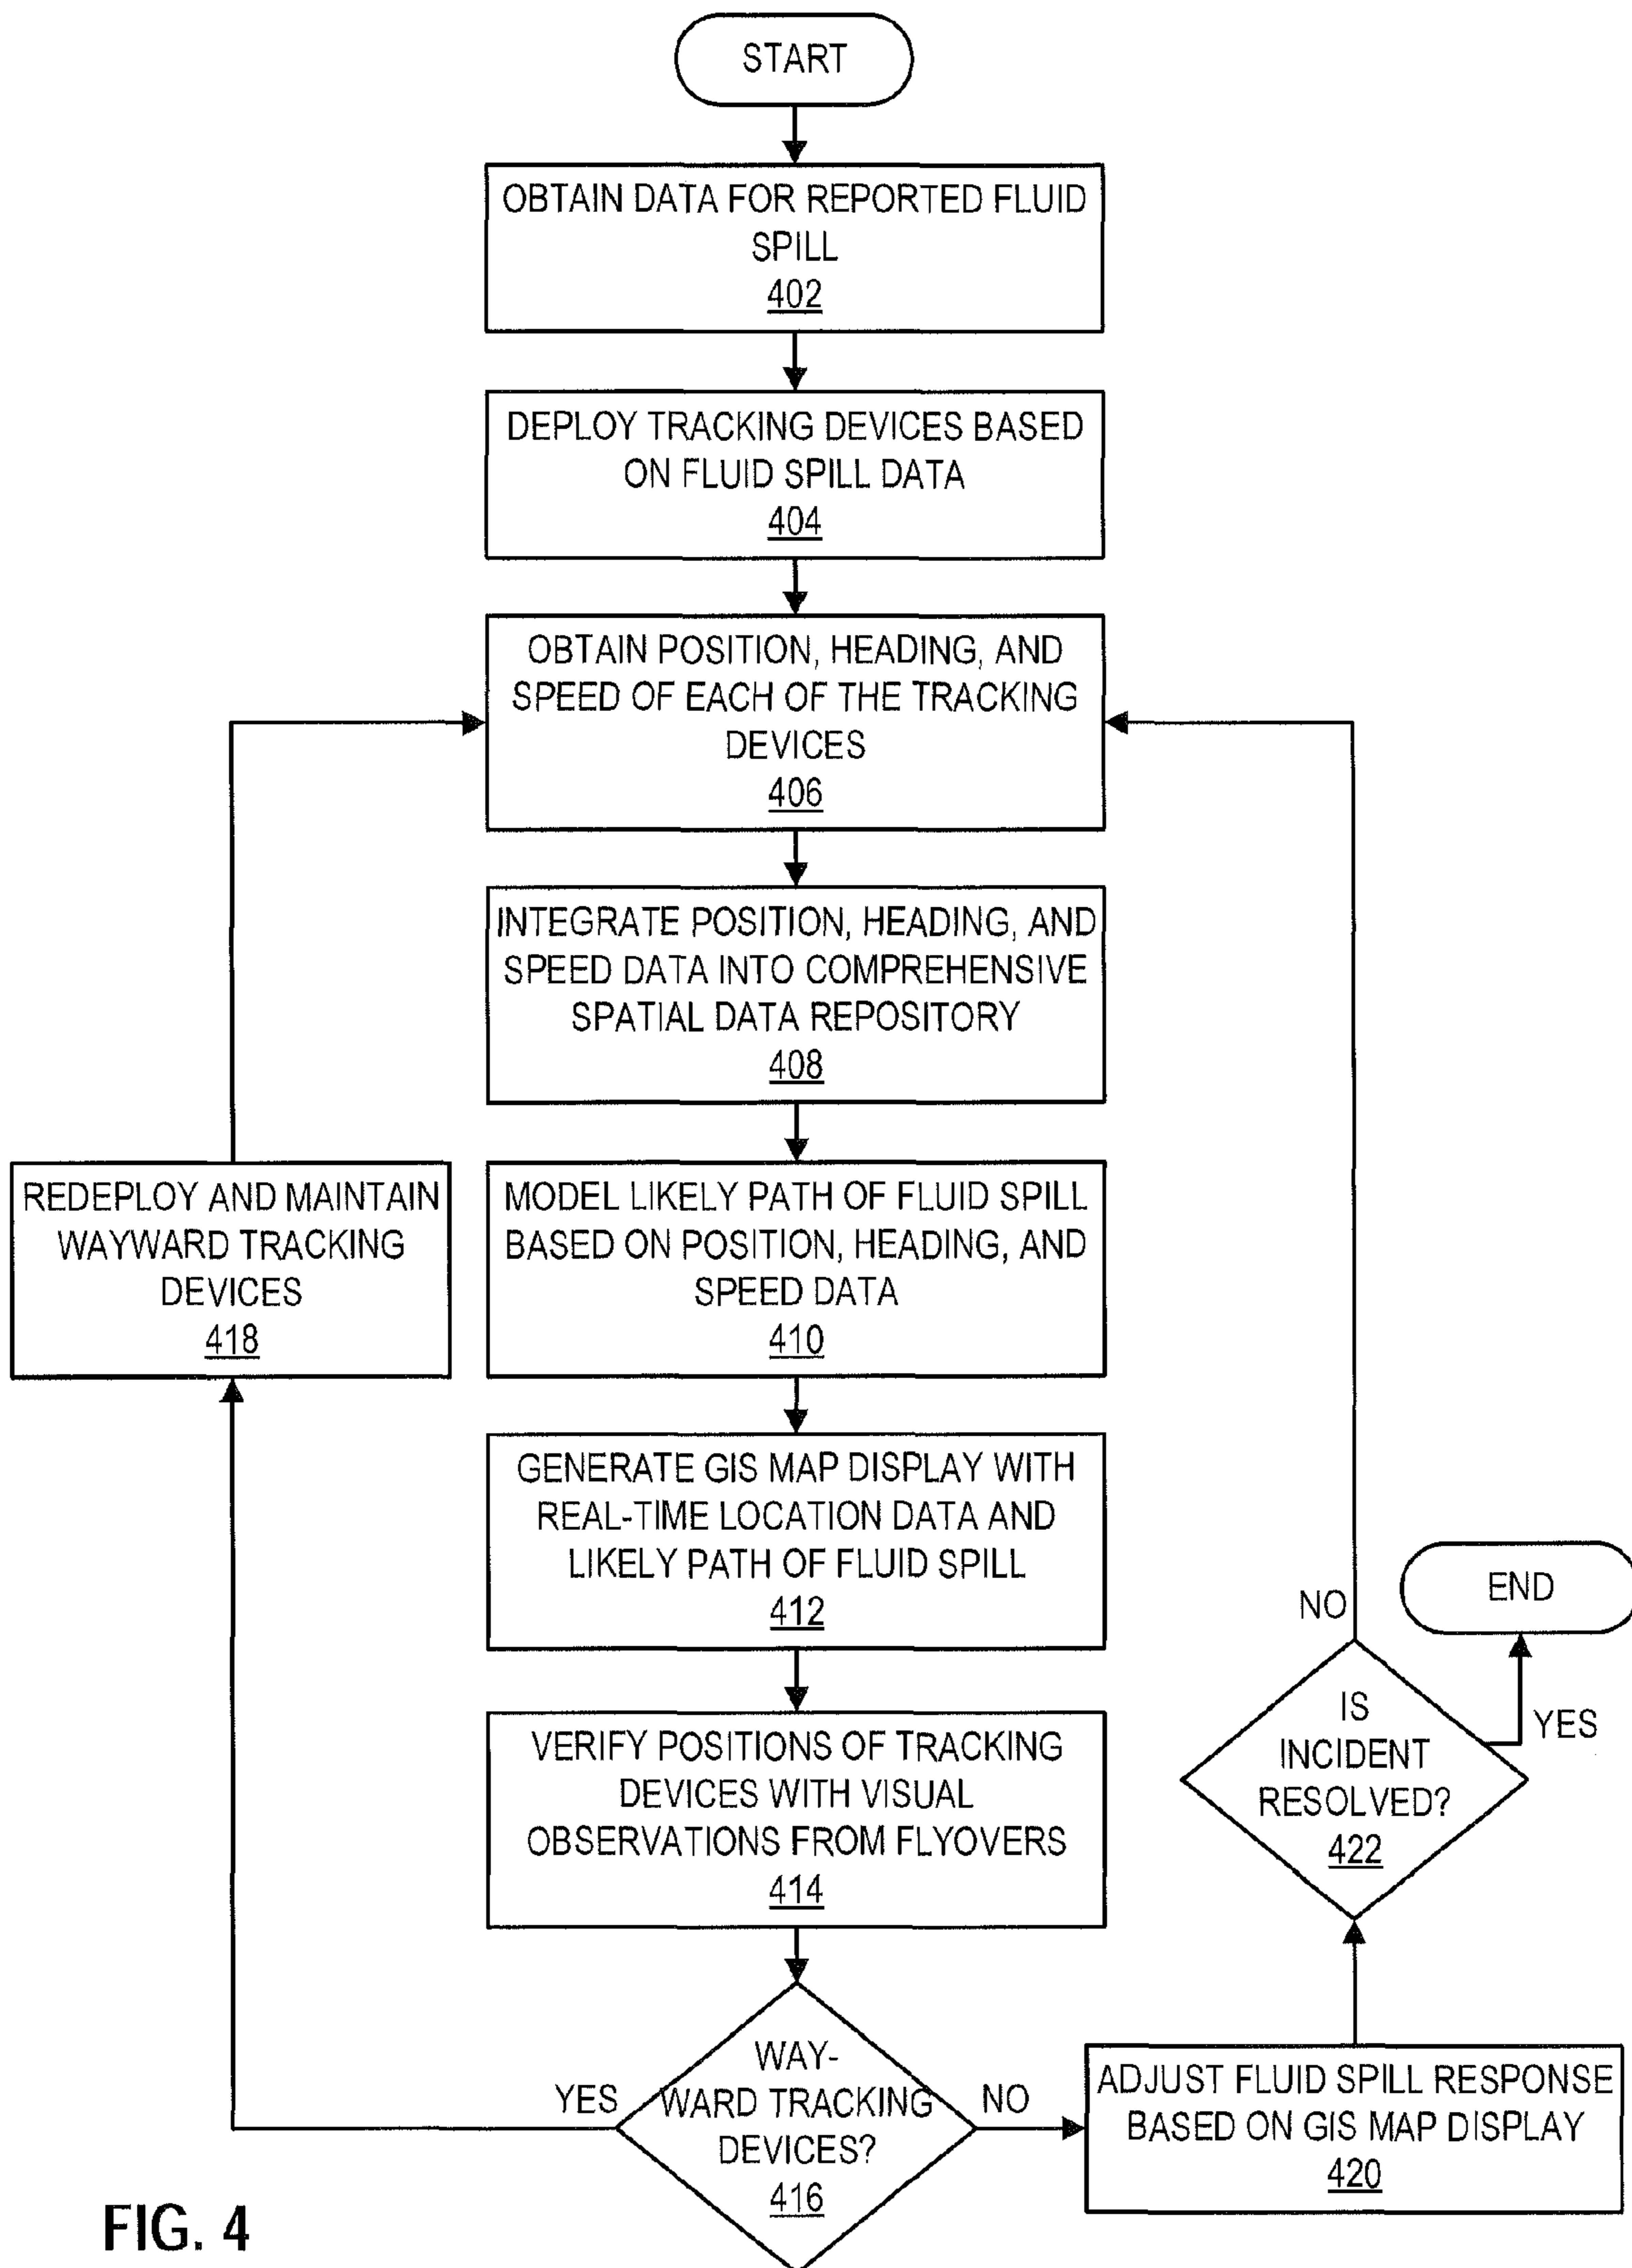 START
OBTAIN DATA FOR REPORTED FLUID
SPILL
402
DEPLOY TRACKING DEVICES BASED
ON FLUID SPILL DATA
404
OBTAIN POSITION, HEADING, AND
SPEED OF EACH OF THE TRACKING
DEVICES
406
INTEGRATE POSITION, HEADING, AND
SPEED DATA INTO COMPREHENSIVE
SPATIAL DATA REPOSITORY
408
REDEPLOY AND MAINTAIN
WAYWARD TRACKING
DEVICES
418
MODEL LIKELY PATH OF FLUID SPILL
BASED ON POSITION, HEADING, AND
SPEED DATA
410
GENERATE GIS MAP DISPLAY WITH
REAL-TIME LOCATION DATA AND
LIKELY PATH OF FLUID SPILL
412
VERIFY POSITIONS OF TRACKING
DEVICES WITH VISUAL
OBSERVATIONS FROM FLYOVERS
414
WAY-
WARD TRACKING
DEVICES?
416
YES
NO
ADJUST FLUID SPILL RESPONSE
BASED ON GIS MAP DISPLAY
420
IS
INCIDENT
RESOLVED?
422
NO
YES
END
FIG. 4